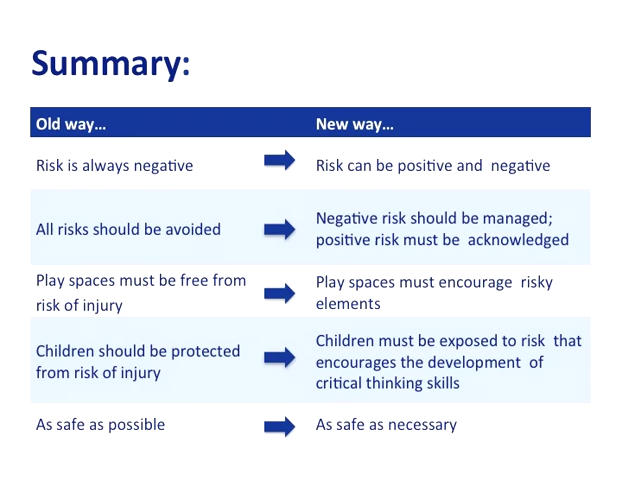 Summary:
Old way... New way...
Risk is always negative
Risk can be positive and negative
All risks should be avoided
Negative risk should be managed;
positive risk must be acknowledged
Play spaces must be free from
risk of injury
Play spaces must encourage risky
elements
Children should be protected
from risk of injury
Children must be exposed to risk that
encourages the development of
critical thinking skills
As safe as possible
As safe as necessary